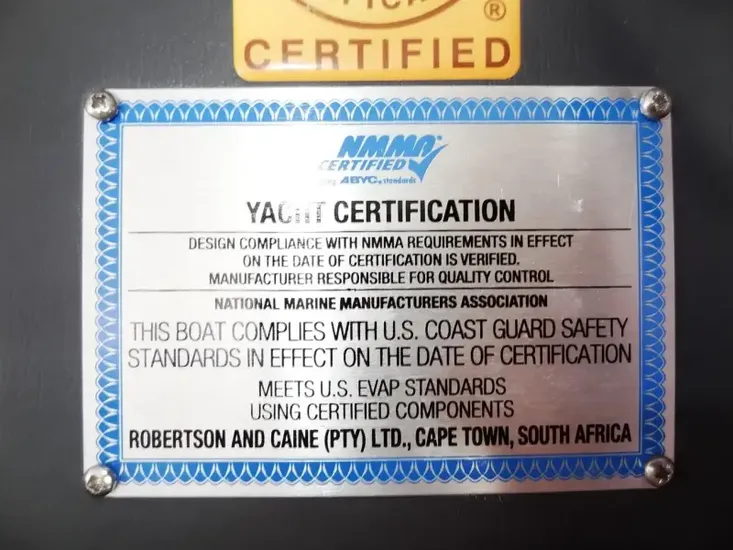 ®
CERTIFIED
NMMA®
CERTIFIED
ABYC® standards
YACHT CERTIFICATION
DESIGN COMPLIANCE WITH NMMA REQUIREMENTS IN EFFECT
ON THE DATE OF CERTIFICATION IS VERIFIED.
MANUFACTURER RESPONSIBLE FOR QUALITY CONTROL
NATIONAL MARINE MANUFACTURERS ASSOCIATION
THIS BOAT COMPLIES WITH U.S. COAST GUARD SAFETY
STANDARDS IN EFFECT ON THE DATE OF CERTIFICATION
MEETS U.S. EVAP STANDARDS
USING CERTIFIED COMPONENTS
ROBERTSON AND CAINE (PTY) LTD., CAPE TOWN, SOUTH AFRICA